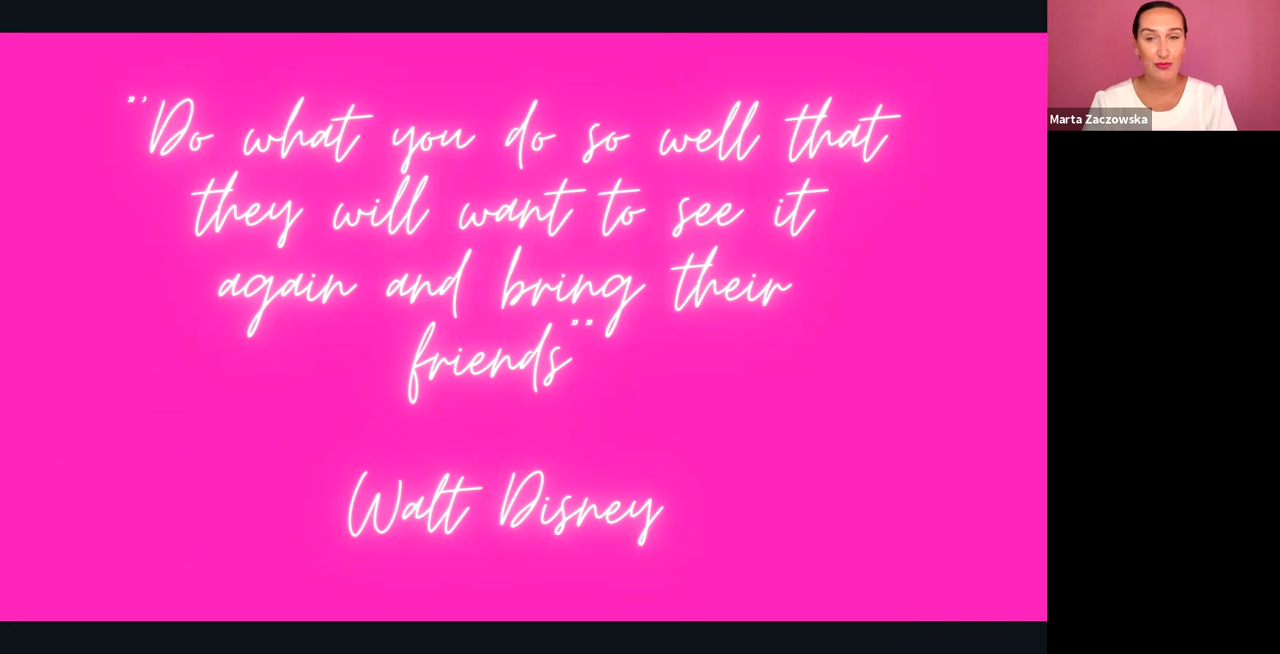 "'Do what you do so well that
they will want to see it
again and bring their
friends""
Walt Disney
Marta Zaczowska